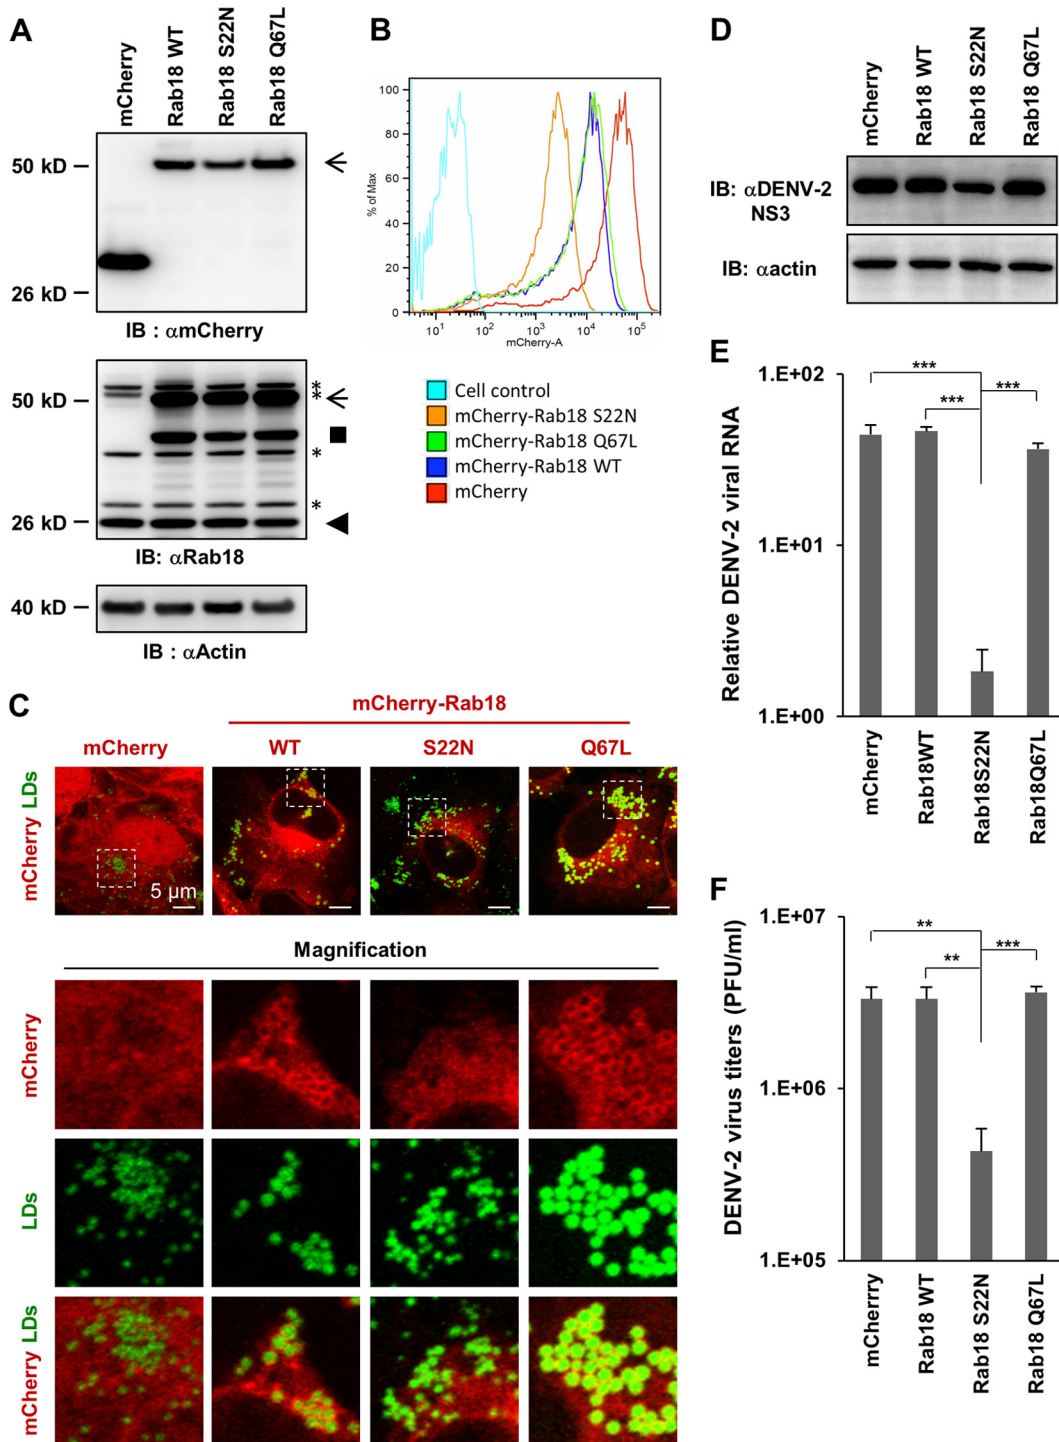 A
mCherry
Rab18 WT
Rab18 S22N
Rab18 Q67L
50 kD
26 kD
IB : αmCherry
50 kD
*
*
*
*
26 kD
IB: αRab18
40 kD
IB : αActin
B
% of Max
100
80
60
40
20
0
10¹
10²
10³
10⁴
10⁵
mCherry-A
Cell control
mCherry-Rab18 S22N
mCherry-Rab18 Q67L
mCherry-Rab18 WT
mCherry
C
mCherry-Rab18
mCherry
WT
S22N
Q67L
mCherry LDs
5 µm
Magnification
mCherry
LDs
mCherry LDs
D
mCherry
Rab18 WT
Rab18 S22N
Rab18 Q67L
IB: αDENV-2
NS3
IB: αactin
E
Relative DENV-2 viral RNA
1.E+02
1.E+01
1.E+00
***
***
***
mCherry
Rab18WT
Rab18S22N
Rab18Q67L
F
DENV-2 virus titers (PFU/ml)
1.E+07
1.E+06
1.E+05
**
**
***
mCherrry
Rab18 WT
Rab18 S22N
Rab18 Q67L